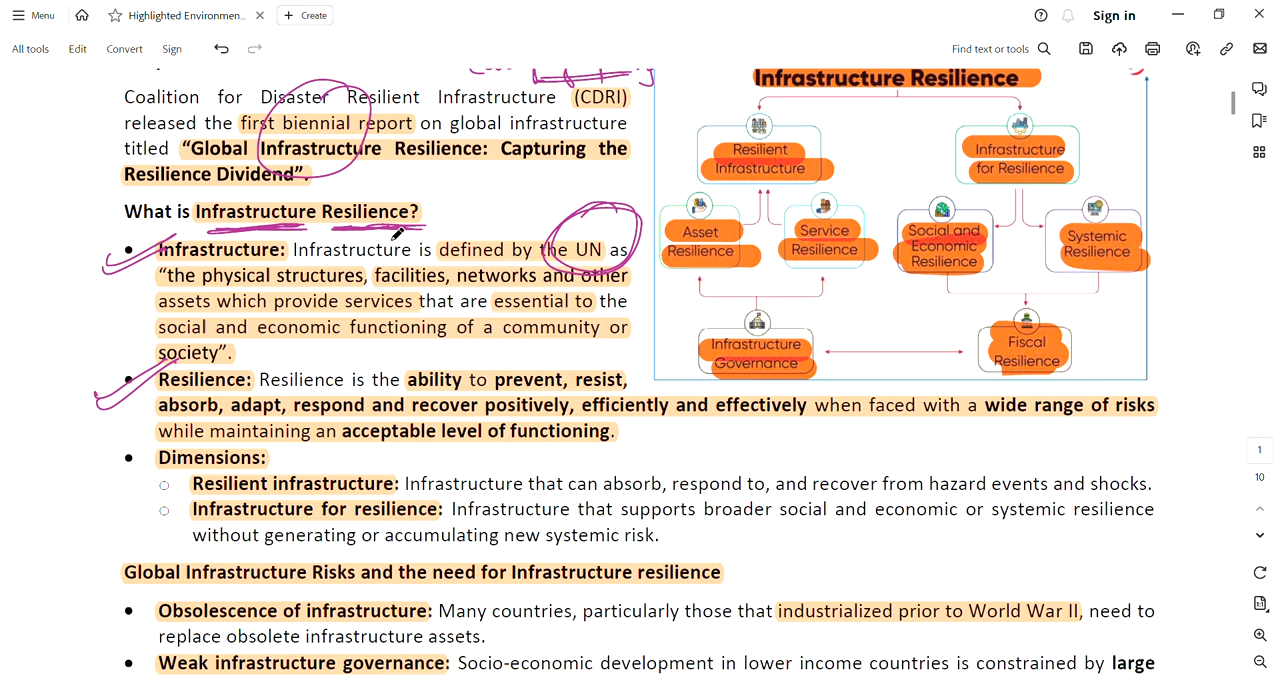 Menu
Highlighted Environmen...
Create
Sign in
All tools
Edit
Convert
Sign
Find text or tools
Coalition for Disaster Resilient Infrastructure (CDRI)
released the first biennial report on global infrastructure
titled “Global Infrastructure Resilience: Capturing the
Resilience Dividend”.
What is Infrastructure Resilience?
• Infrastructure: Infrastructure is defined by the UN as
“the physical structures, facilities, networks and other
assets which provide services that are essential to the
social and economic functioning of a community or
society”.
• Resilience: Resilience is the ability to prevent, resist,
absorb, adapt, respond and recover positively, efficiently and effectively when faced with a wide range of risks
while maintaining an acceptable level of functioning.
• Dimensions:
○ Resilient infrastructure: Infrastructure that can absorb, respond to, and recover from hazard events and shocks.
○ Infrastructure for resilience: Infrastructure that supports broader social and economic or systemic resilience
without generating or accumulating new systemic risk.
Global Infrastructure Risks and the need for Infrastructure resilience
• Obsolescence of infrastructure: Many countries, particularly those that industrialized prior to World War II, need to
replace obsolete infrastructure assets.
• Weak infrastructure governance: Socio-economic development in lower income countries is constrained by large
Infrastructure Resilience
Resilient
Infrastructure
Infrastructure
for Resilience
Asset
Resilience
Service
Resilience
Social and
Economic
Resilience
Systemic
Resilience
Infrastructure
Governance
Fiscal
Resilience
1
10